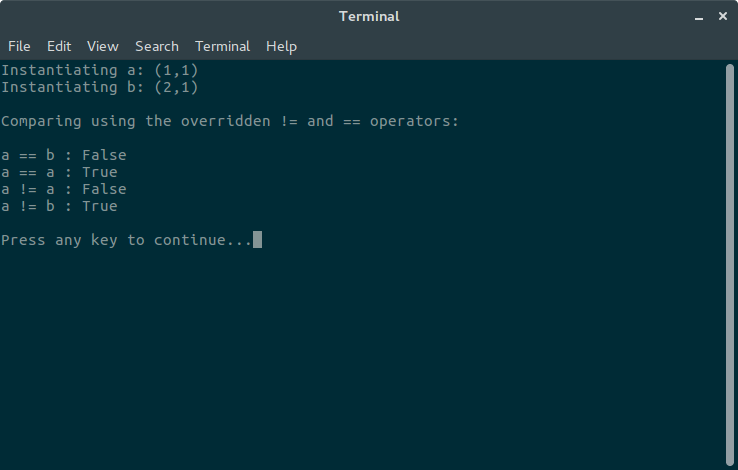 Terminal
File Edit View Search Terminal Help
Instantiating a: (1,1)
Instantiating b: (2,1)
Comparing using the overridden != and == operators:
a == b : False
a == a : True
a != a : False
a != b : True
Press any key to continue...